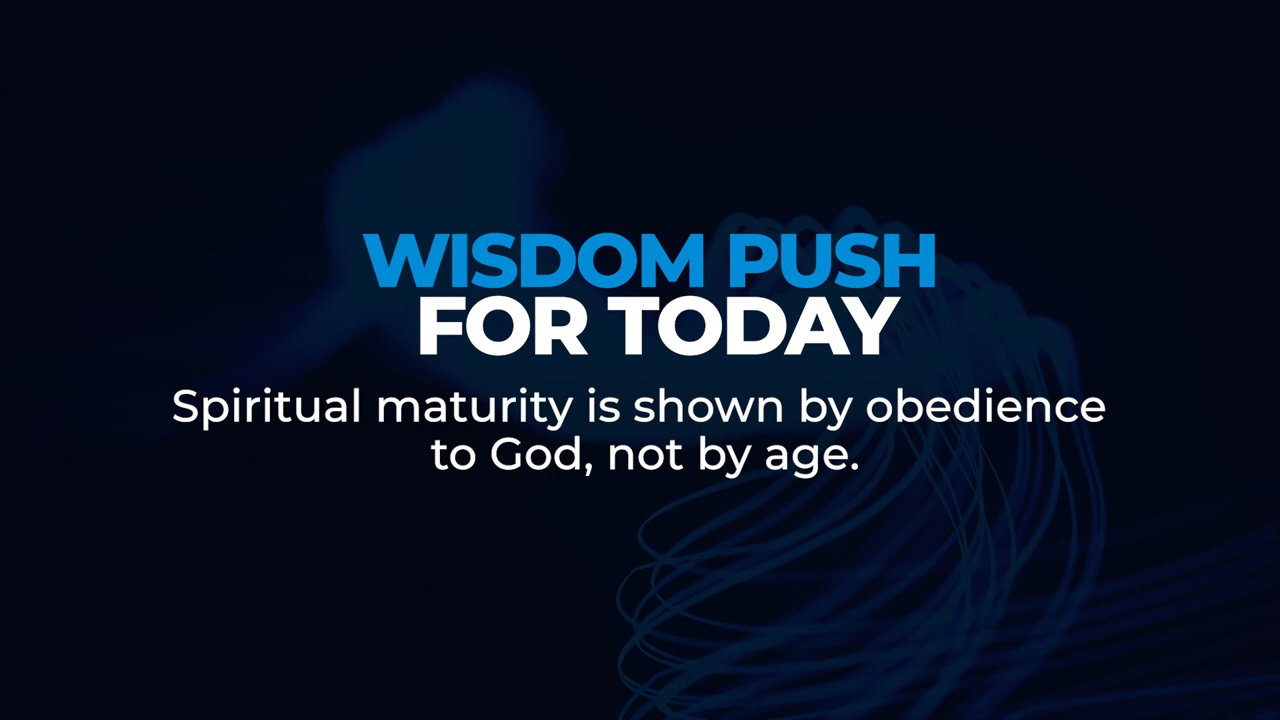 WISDOM PUSH
FOR TODAY
Spiritual maturity is shown by obedience
to God, not by age.